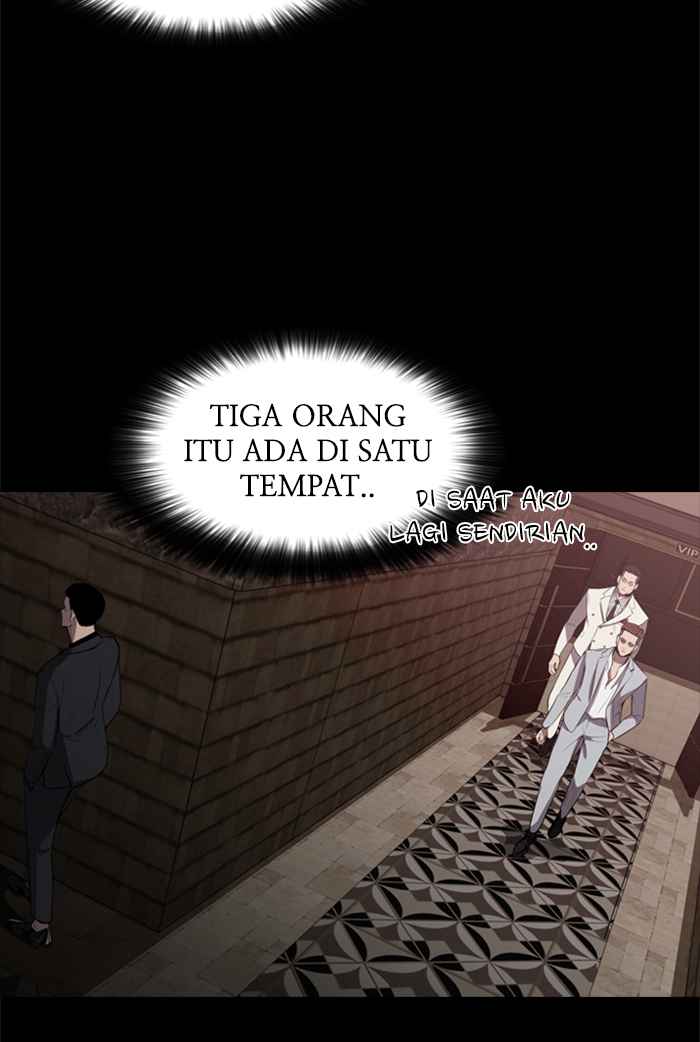 TIGA ORANG
ITU ADA DI SATU
TEMPAT..
DI SAAT AKU
LAGI SENDIRIAN..
VIP